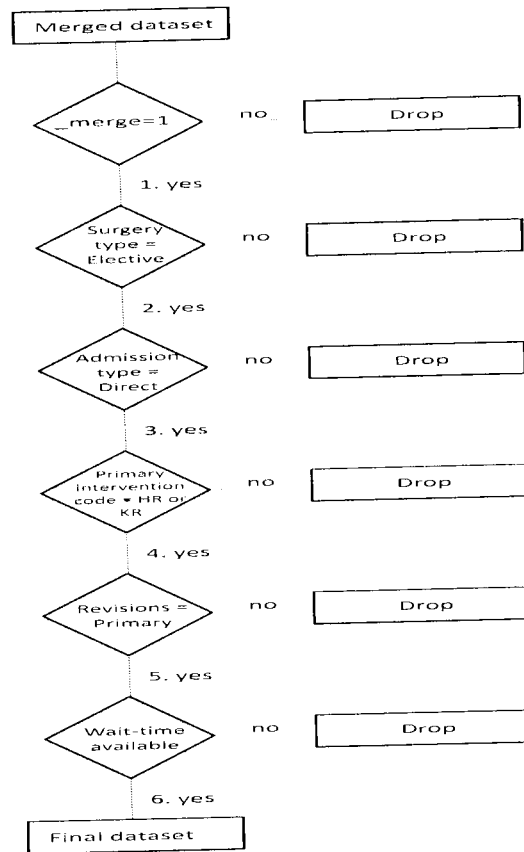 Merged dataset
_merge=1
no
Drop
1. yes
Surgery
type =
Elective
no
Drop
2. yes
Admission
type =
Direct
no
Drop
3. yes
Primary
intervention
code = HR or
KR
no
Drop
4. yes
Revisions =
Primary
no
Drop
5. yes
Wait-time
available
no
Drop
6. yes
Final dataset